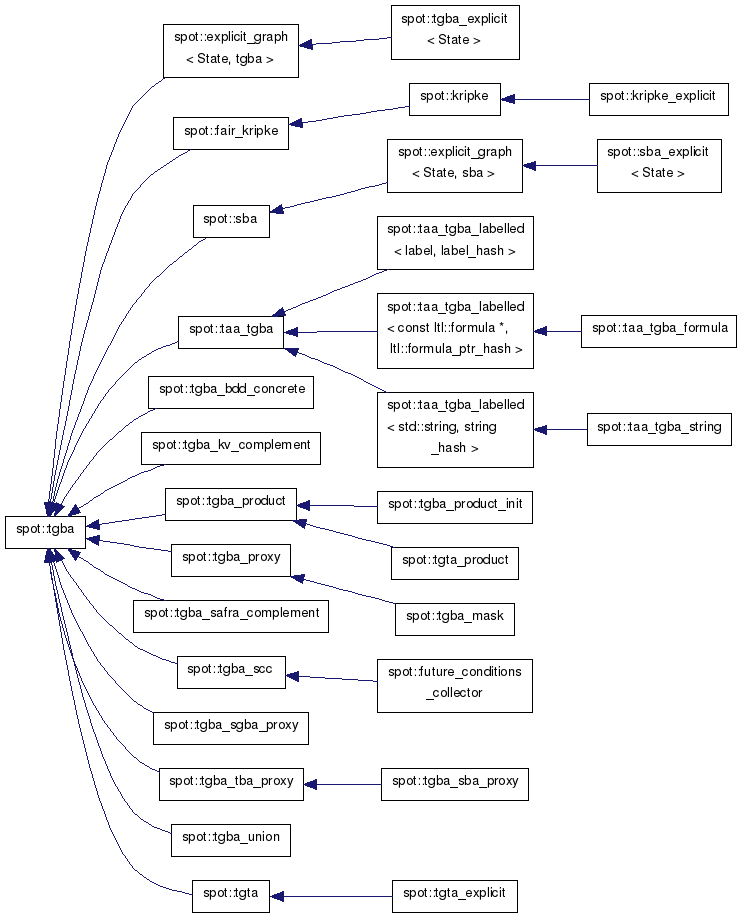 spot::tgba_explicit
< State >
spot::explicit_graph
< State, tgba >
spot::kripke
spot::kripke_explicit
spot::fair_kripke
spot::explicit_graph
< State, sba >
spot::sba_explicit
< State >
spot::sba
spot::taa_tgba_labelled
< label, label_hash >
spot::taa_tgba
spot::taa_tgba_labelled
< const ltl::formula *,
ltl::formula_ptr_hash >
spot::taa_tgba_formula
spot::tgba_bdd_concrete
spot::taa_tgba_labelled
< std::string, string
_hash >
spot::taa_tgba_string
spot::tgba_kv_complement
spot::tgba_product
spot::tgba_product_init
spot::tgba
spot::tgba_proxy
spot::tgta_product
spot::tgba_safra_complement
spot::tgba_mask
spot::tgba_scc
spot::future_conditions
_collector
spot::tgba_sgba_proxy
spot::tgba_tba_proxy
spot::tgba_sba_proxy
spot::tgba_union
spot::tgta
spot::tgta_explicit